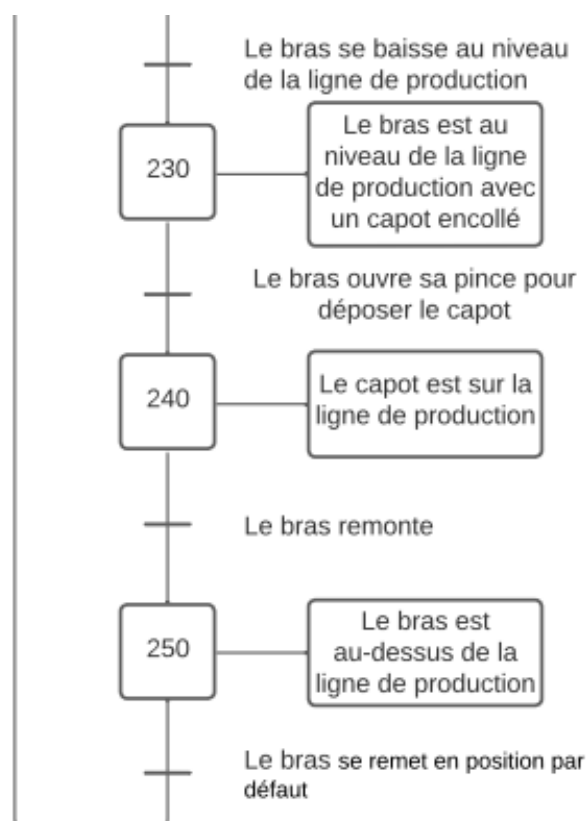 Le bras se baisse au niveau
de la ligne de production
230
Le bras est au
niveau de la ligne
de production avec
un capot encollé
Le bras ouvre sa pince pour
déposer le capot
240
Le capot est sur la
ligne de production
Le bras remonte
250
Le bras est
au-dessus de la
ligne de production
Le bras se remet en position par
défaut